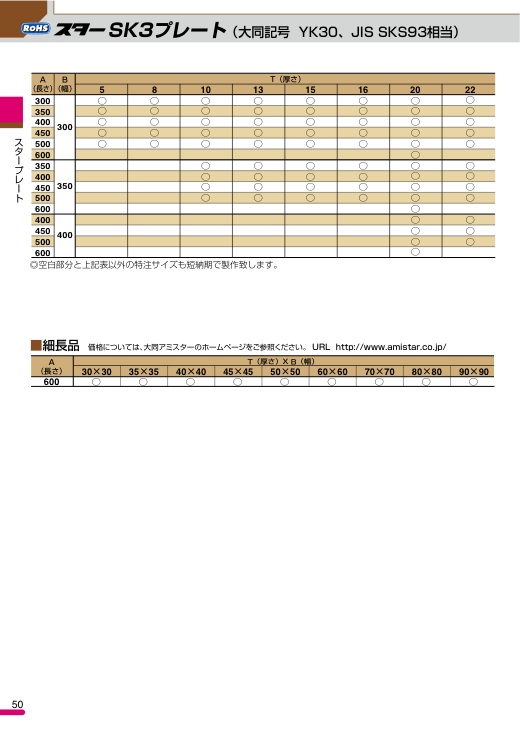 RoHS スターSK3プレート（大同記号 YK30、JIS SKS93相当）
A（長さ） B（幅） T（厚さ）
5 8 10 13 15 16 20 22
300 300 ○ ○ ○ ○ ○ ○ ○ ○
350 ○ ○ ○ ○ ○ ○ ○ ○
400 ○ ○ ○ ○ ○ ○ ○ ○
450 ○ ○ ○ ○ ○ ○ ○ ○
500 ○ ○ ○ ○ ○ ○ ○ ○
600 ○
350 350 ○ ○ ○ ○ ○ ○
400 ○ ○ ○ ○ ○ ○
450 ○ ○ ○ ○ ○ ○
500 ○ ○ ○ ○ ○ ○
600 ○
400 400 ○ ○
450 ○ ○
500 ○ ○
600 ○
◎空白部分と上記表以外の特注サイズも短納期で製作致します。
スタープレート
■細長品 価格については、大同アミスターのホームページをご参照ください。 URL http://www.amistar.co.jp/
A（長さ） T（厚さ）×B（幅）
30×30 35×35 40×40 45×45 50×50 60×60 70×70 80×80 90×90
600 ○ ○ ○ ○ ○ ○ ○ ○ ○
50